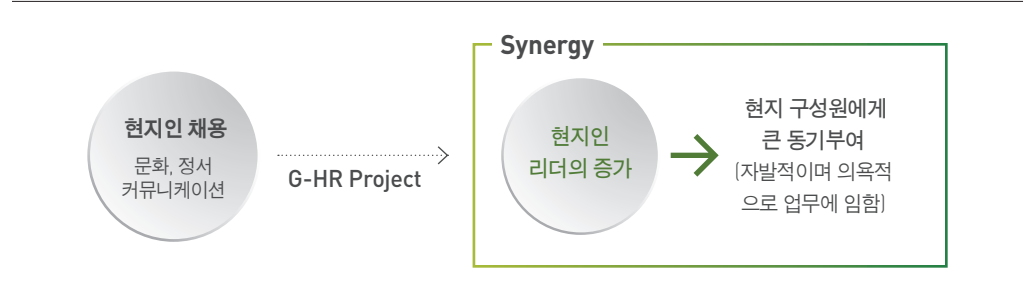 Synergy
현지인 채용
문화, 정서
커뮤니케이션
G-HR Project
현지인
리더의 증가
현지 구성원에게
큰 동기부여
(자발적이며 의욕적
으로 업무에 임함)